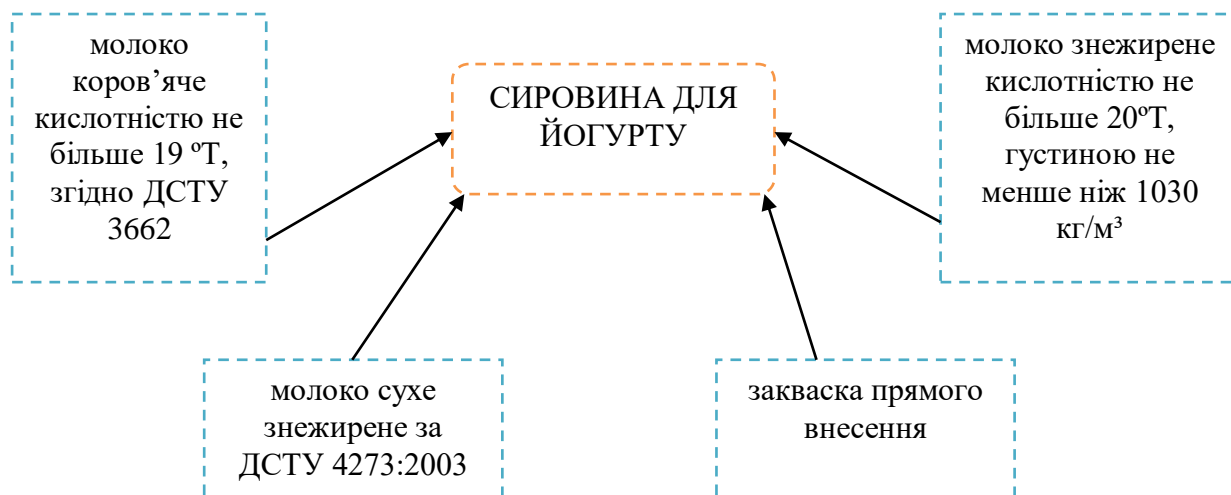 молоко
коров’яче
кислотністю не
більше 19 ºТ,
згідно ДСТУ
3662
СИРОВИНА ДЛЯ
ЙОГУРТУ
молоко знежирене
кислотністю не
більше 20ºТ,
густиною не
менше ніж 1030
кг/м³
молоко сухе
знежирене за
ДСТУ 4273:2003
закваска прямого
внесення